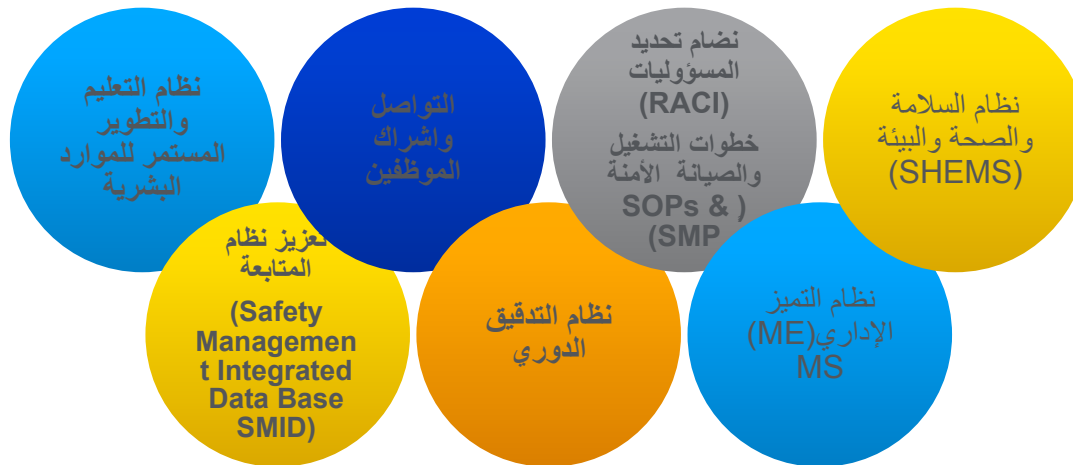 نظام السلامة
والصحة والبيئة
(SHEMS)
نظام التميز
الإداري(ME)
MS
نضام تحديد
المسؤوليات
(RACI)
خطوات التشغيل
والصيانة الأمنة
SOPs & )
(SMP
نظام التدقيق
الدوري
التواصل
واشراك
الموظفين
تعزيز نظام
المتابعة
(Safety
Managemen
t Integrated
Data Base
SMID)
نظام التعليم
والتطوير
المستمر للموارد
البشرية